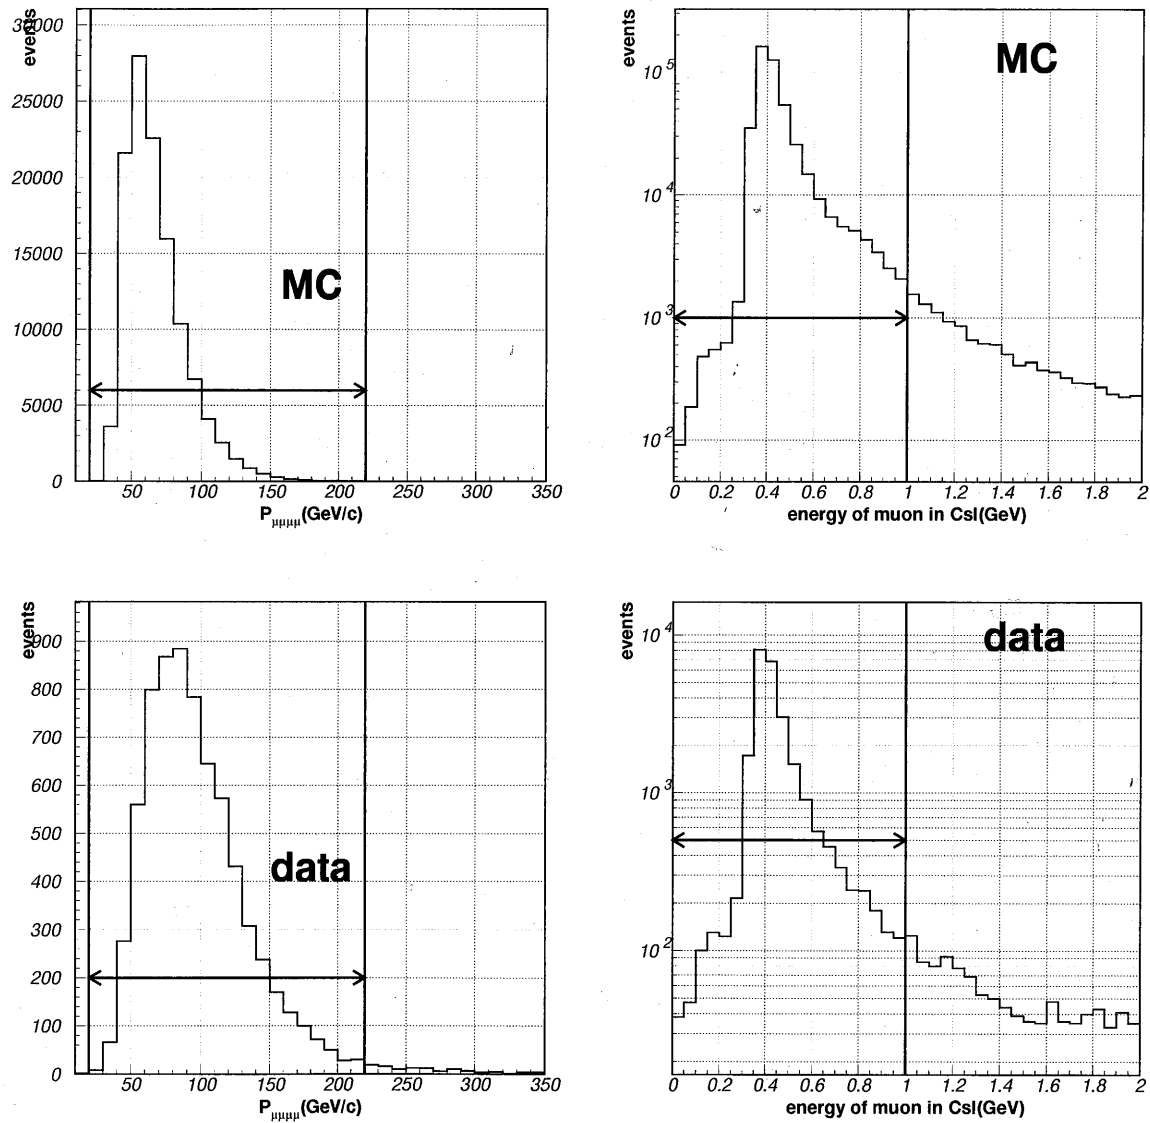 events
30000
25000
20000
15000
10000
5000
0
50 100 150 200 250 300 350
MC
Pμμμμ(GeV/c)
events
10^5
10^4
10^3
10^2
0 0.2 0.4 0.6 0.8 1 1.2 1.4 1.6 1.8 2
MC
energy of muon in CsI(GeV)
events
900
800
700
600
500
400
300
200
100
0
50 100 150 200 250 300 350
data
Pμμμμ(GeV/c)
events
10^4
10^3
10^2
0 0.2 0.4 0.6 0.8 1 1.2 1.4 1.6 1.8 2
data
energy of muon in CsI(GeV)